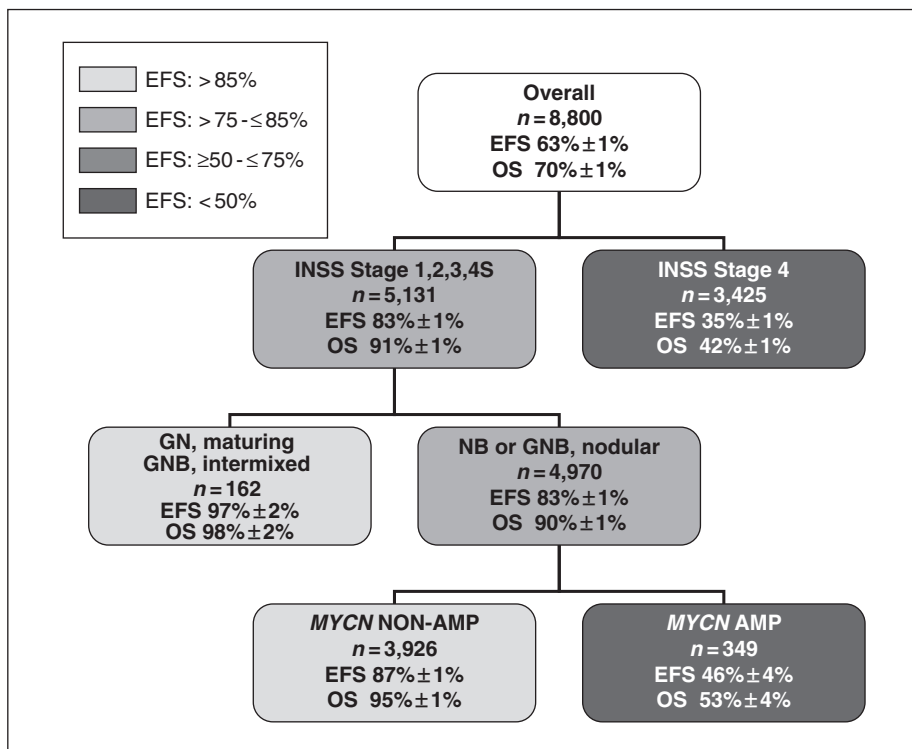 EFS: >85%
EFS: >75-≤85%
EFS: ≥50-≤75%
EFS: <50%
Overall
n=8,800
EFS 63%±1%
OS 70%±1%
INSS Stage 1,2,3,4S
n=5,131
EFS 83%±1%
OS 91%±1%
INSS Stage 4
n=3,425
EFS 35%±1%
OS 42%±1%
GN, maturing
GNB, intermixed
n=162
EFS 97%±2%
OS 98%±2%
NB or GNB, nodular
n=4,970
EFS 83%±1%
OS 90%±1%
MYCN NON-AMP
n=3,926
EFS 87%±1%
OS 95%±1%
MYCN AMP
n=349
EFS 46%±4%
OS 53%±4%